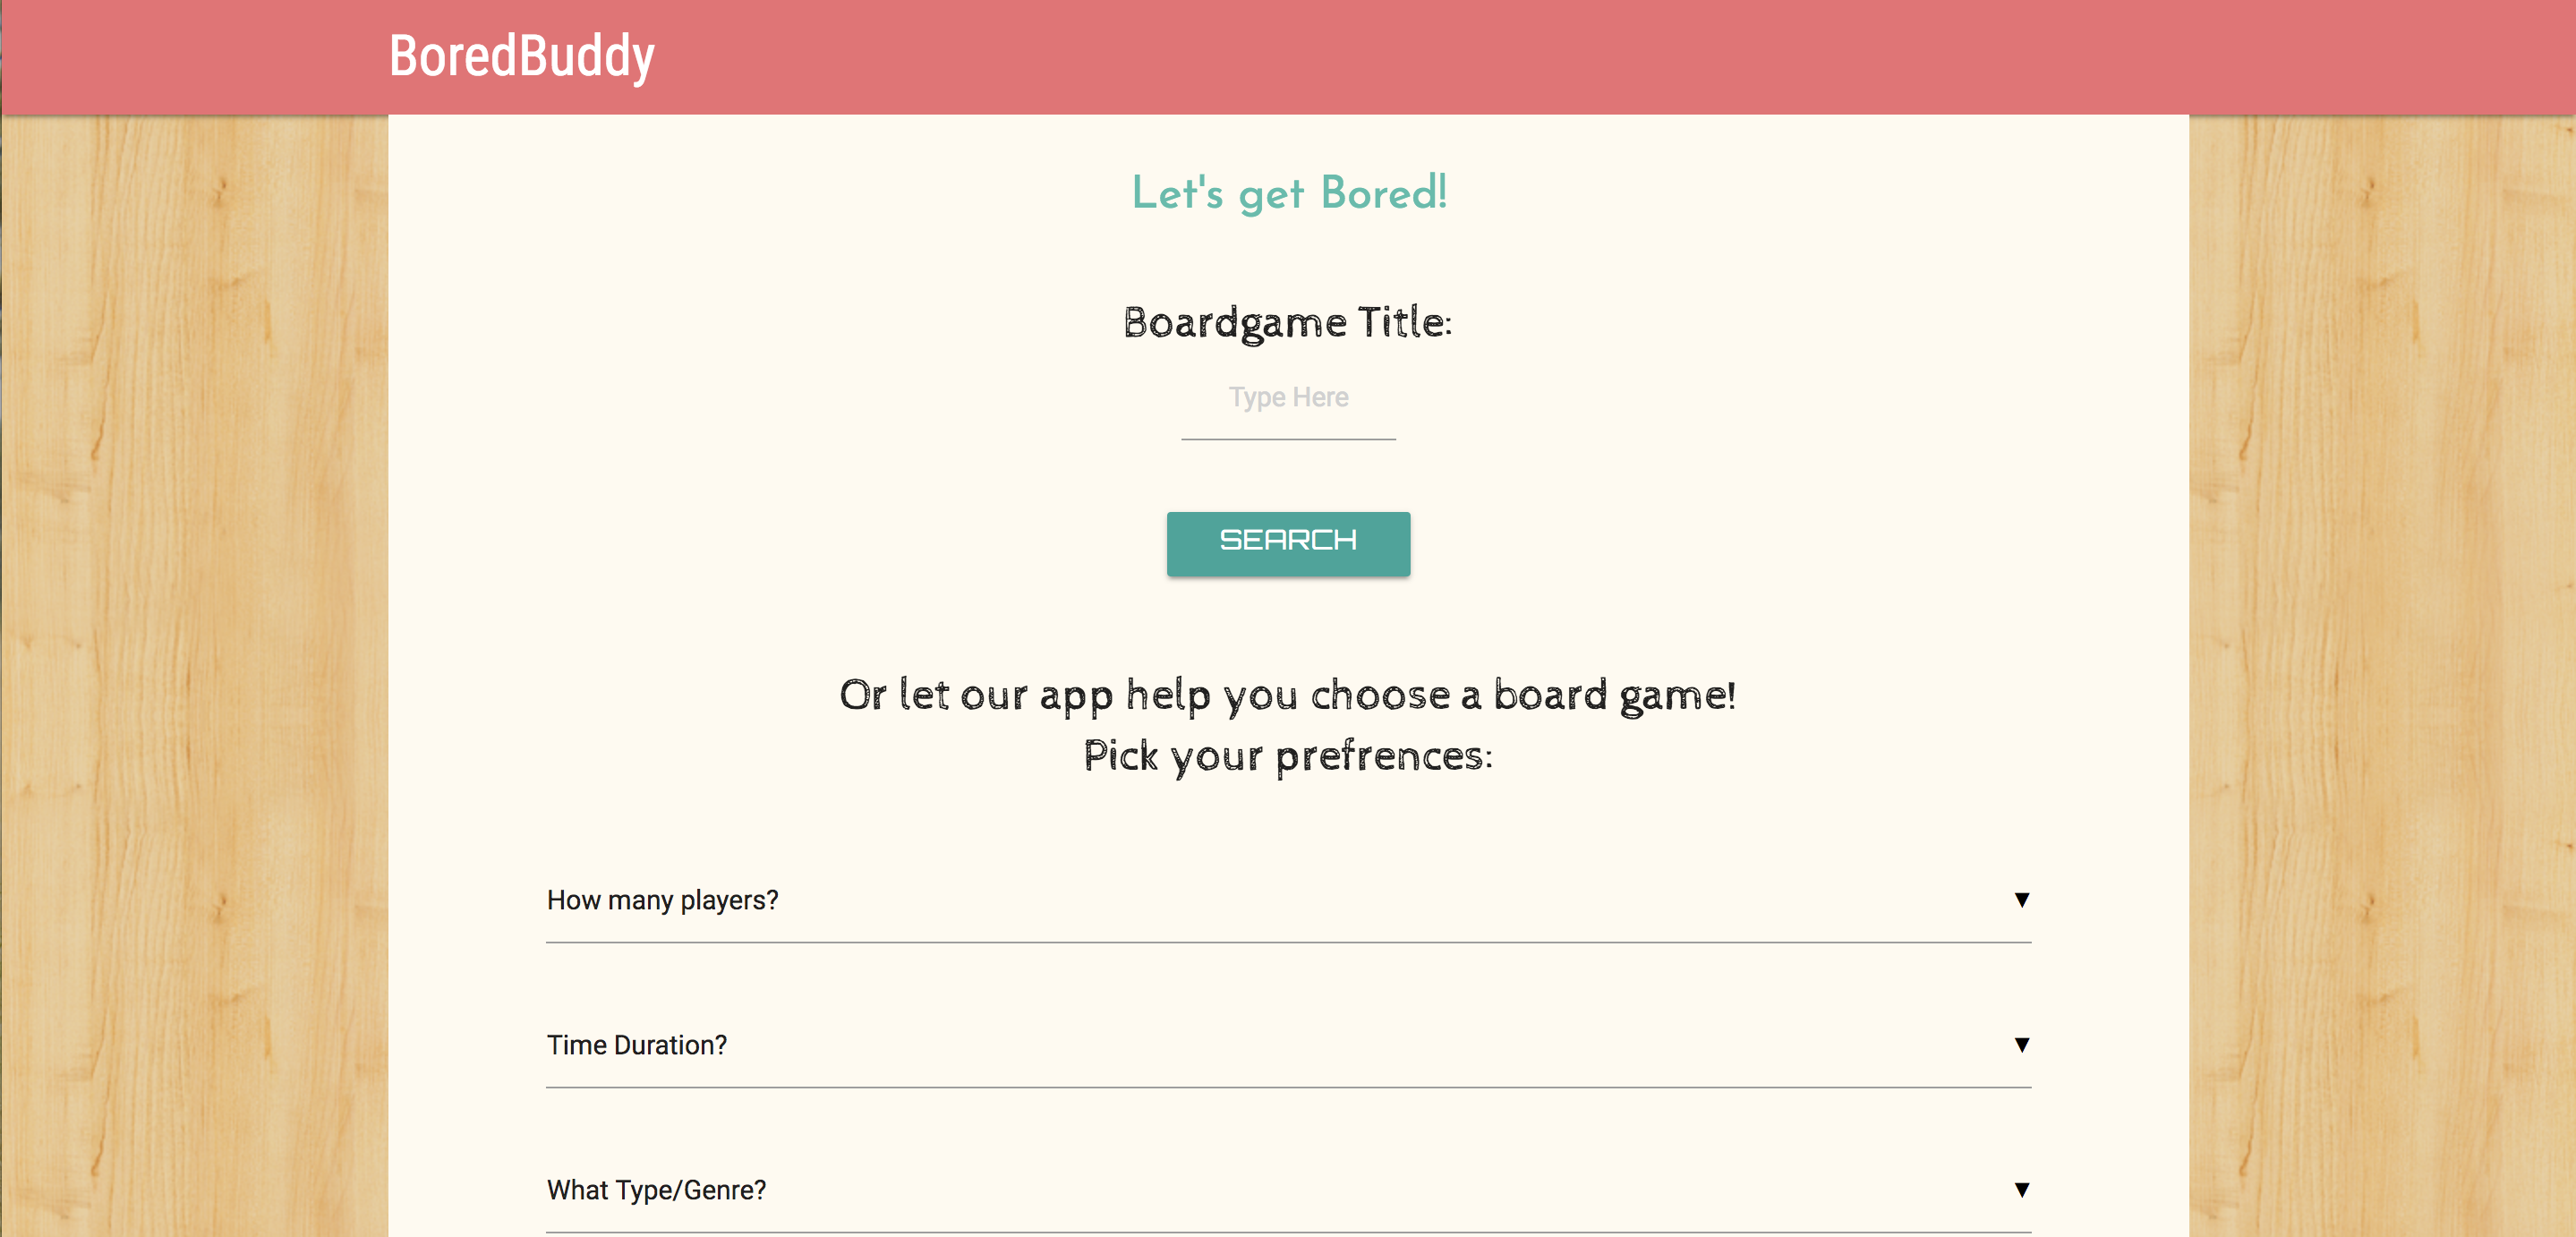 BoredBuddy
Let's get Bored!
Boardgame Title:
Type Here
SEARCH
Or let our app help you choose a board game!
Pick your prefrences:
How many players?
Time Duration?
What Type/Genre?